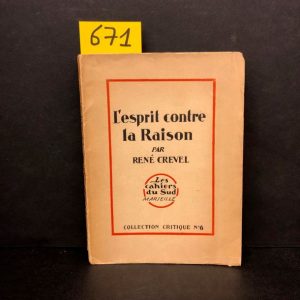 671
L'esprit contre
la Raison
PAR
RENÉ CREVEL
Les
cahiers
du Sud
MARSEILLE
COLLECTION CRITIQUE N°6